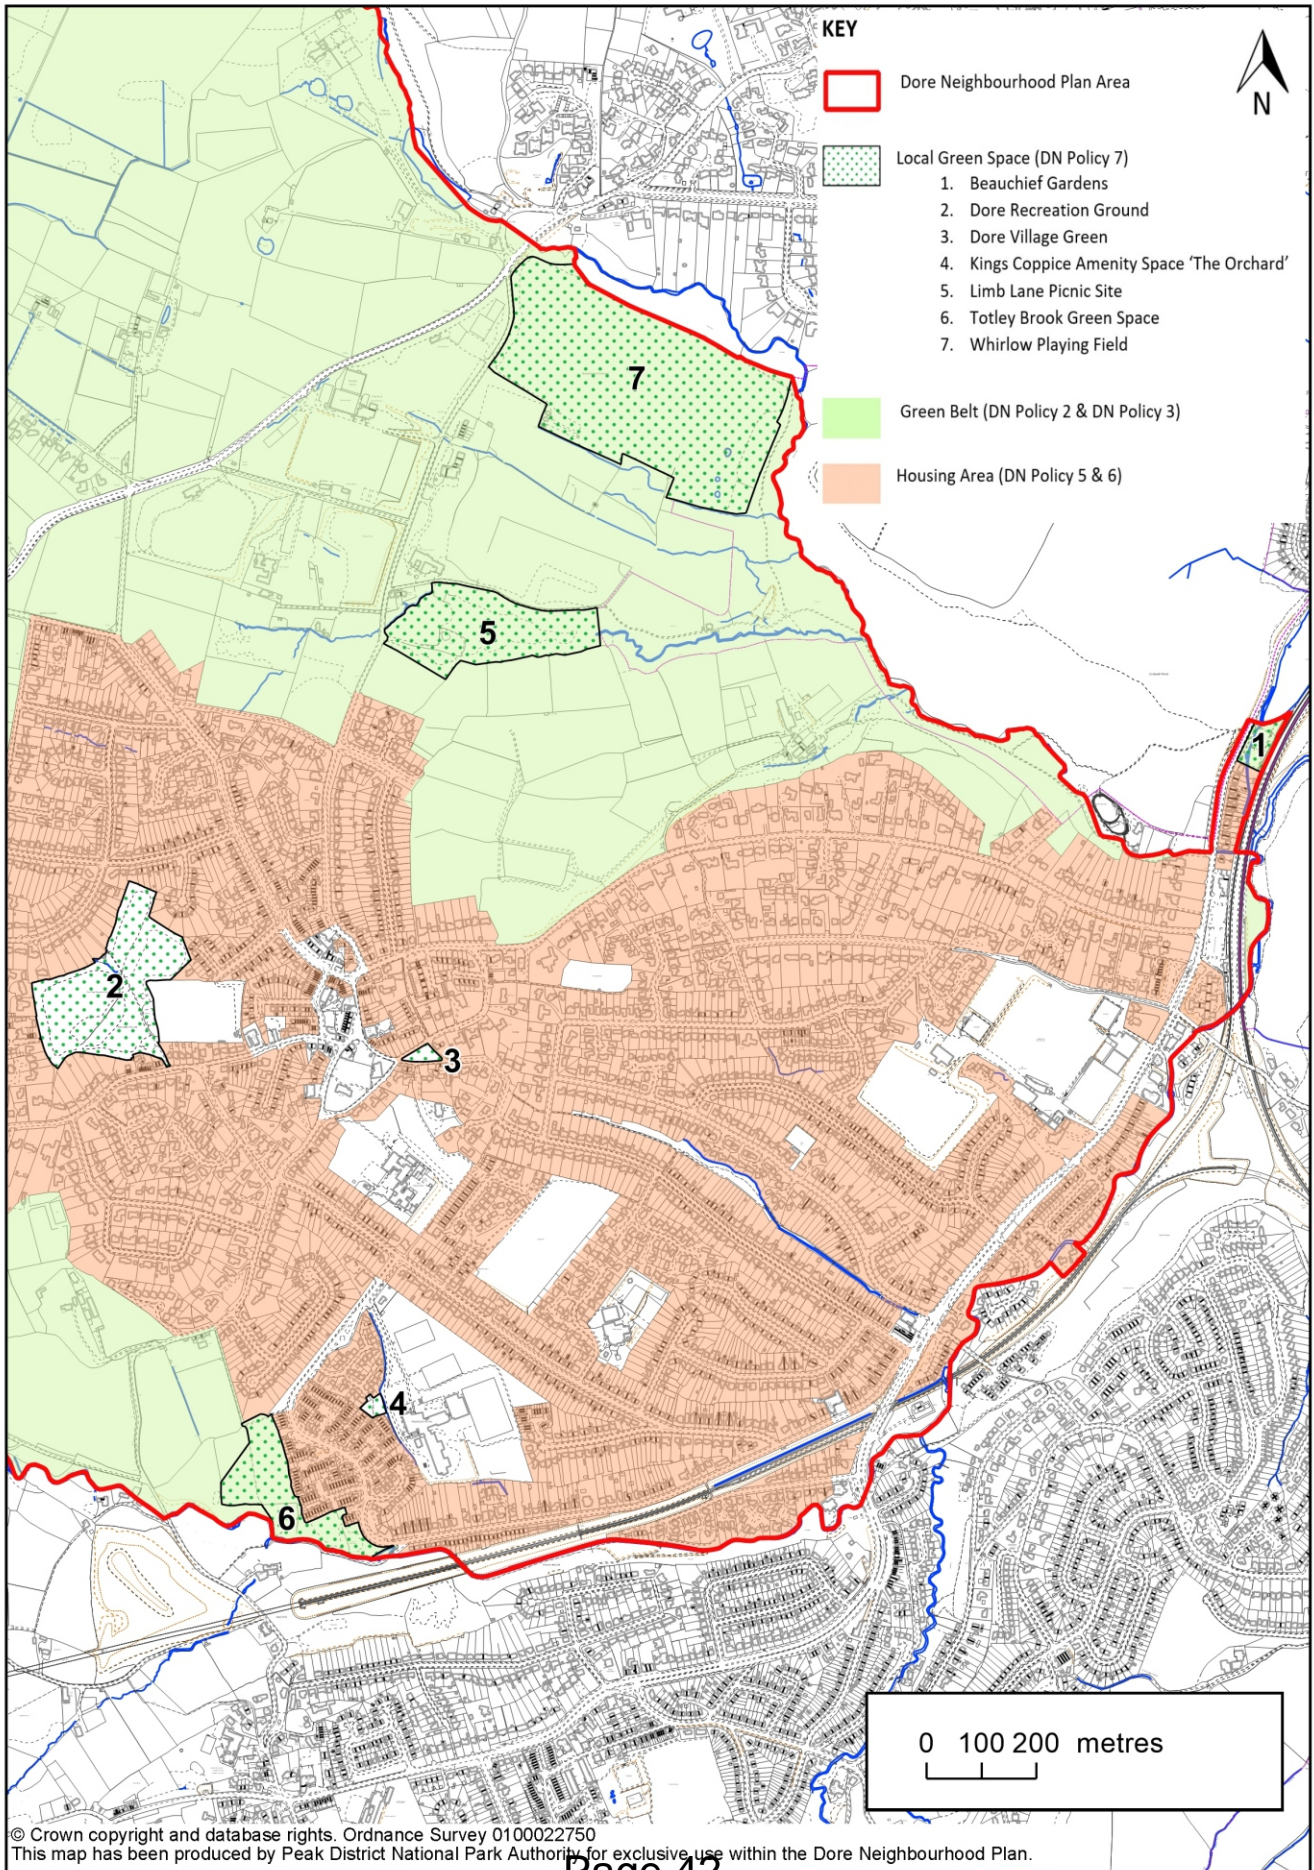 KEY
Dore Neighbourhood Plan Area
N
Local Green Space (DN Policy 7)
1. Beauchief Gardens
2. Dore Recreation Ground
3. Dore Village Green
4. Kings Coppice Amenity Space ‘The Orchard’
5. Limb Lane Picnic Site
6. Totley Brook Green Space
7. Whirlow Playing Field
Green Belt (DN Policy 2 & DN Policy 3)
Housing Area (DN Policy 5 & 6)
7
5
1
2
3
4
6
0 100 200 metres
© Crown copyright and database rights. Ordnance Survey 0100022750
This map has been produced by Peak District National Park Authority for exclusive use within the Dore Neighbourhood Plan.
Page 42